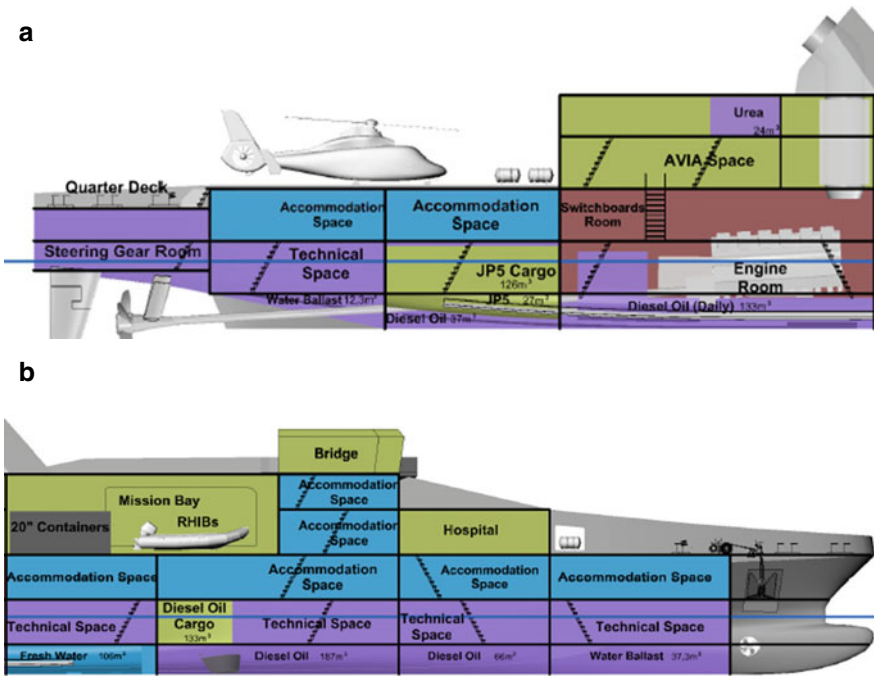 a
Urea
24m³
AVIA Space
Quarter Deck
Accommodation
Space
Accommodation
Space
Switchboards
Room
Steering Gear Room
Technical
Space
JP5 Cargo
126m³
Engine
Room
Water Ballast 12,3m³
JP5 27m³
Diesel Oil (Daily) 133m³
Diesel Oil 37m³
b
Bridge
Accommodation
Space
Mission Bay
20" Containers
RHIBs
Accommodation
Space
Hospital
Accommodation Space
Accommodation
Space
Accommodation
Space
Accommodation Space
Technical Space
Diesel Oil
Cargo
133m³
Technical Space
Technical
Space
Technical Space
Fresh Water 106m³
Diesel Oil 187m³
Diesel Oil 66m³
Water Ballast 37,3m³